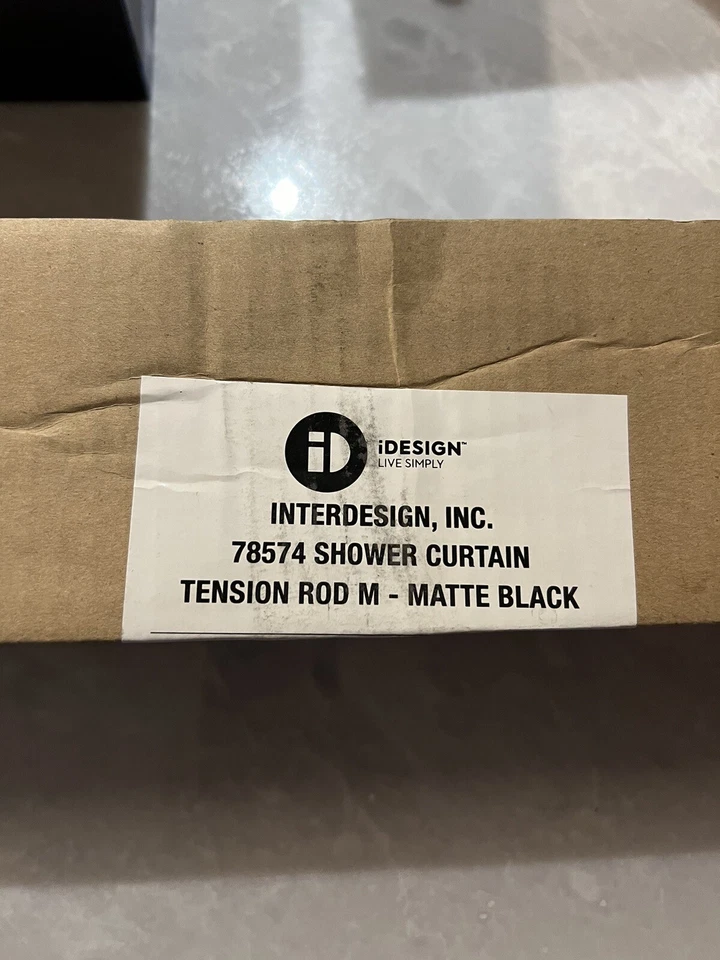 iD
iDESIGN™
LIVE SIMPLY
INTERDESIGN, INC.
78574 SHOWER CURTAIN
TENSION ROD M - MATTE BLACK